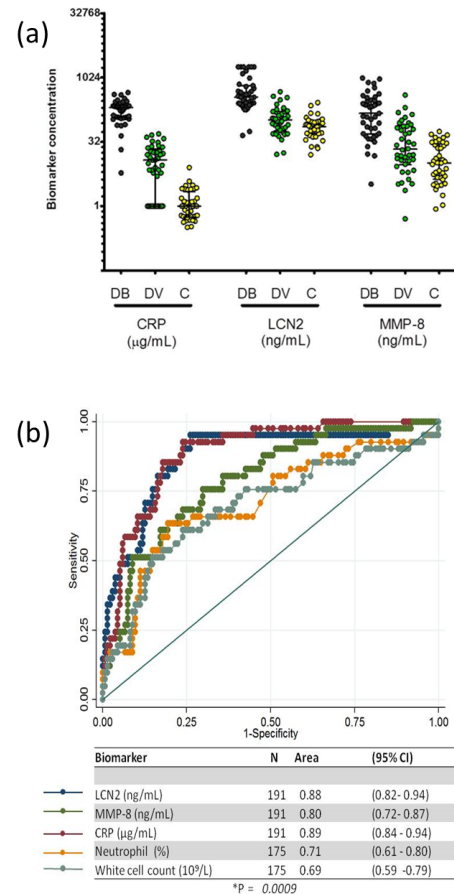 (a)
Biomarker concentration
32768
1024
32
1
DB DV C DB DV C DB DV C
CRP LCN2 MMP-8
(µg/mL) (ng/mL) (ng/mL)
(b)
Sensitivity
1.00
0.75
0.50
0.25
0.00
0.00 0.25 0.50 0.75 1.00
1-Specificity
Biomarker N Area (95% CI)
LCN2 (ng/mL) 191 0.88 (0.82- 0.94)
MMP-8 (ng/mL) 191 0.80 (0.72- 0.87)
CRP (µg/mL) 191 0.89 (0.84 - 0.94)
Neutrophil (%) 175 0.71 (0.61 - 0.80)
White cell count (10⁹/L) 175 0.69 (0.59 -0.79)
*P = 0.0009